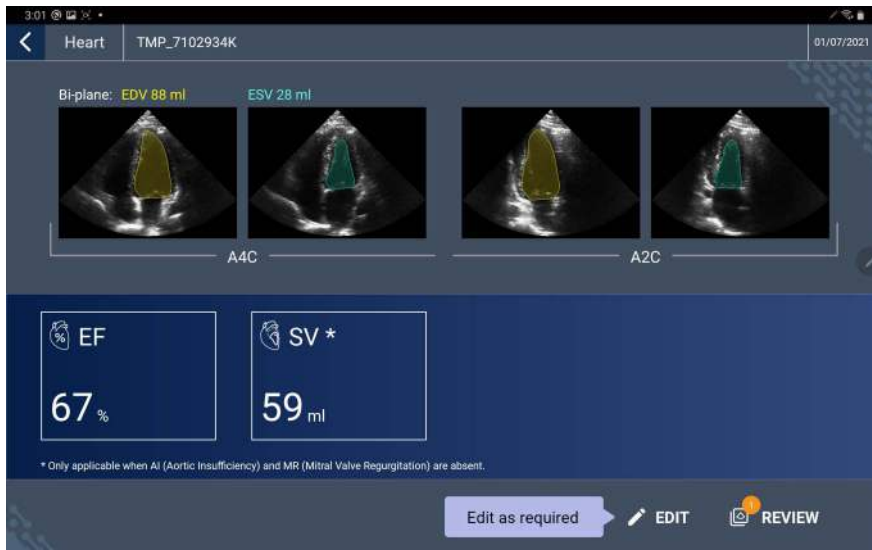 3:01
Heart TMP_7102934K 01/07/2021
Bi-plane: EDV 88 ml ESV 28 ml
A4C A2C
% EF SV *
67 % 59 ml
* Only applicable when AI (Aortic Insufficiency) and MR (Mitral Valve Regurgitation) are absent.
Edit as required EDIT 1 REVIEW